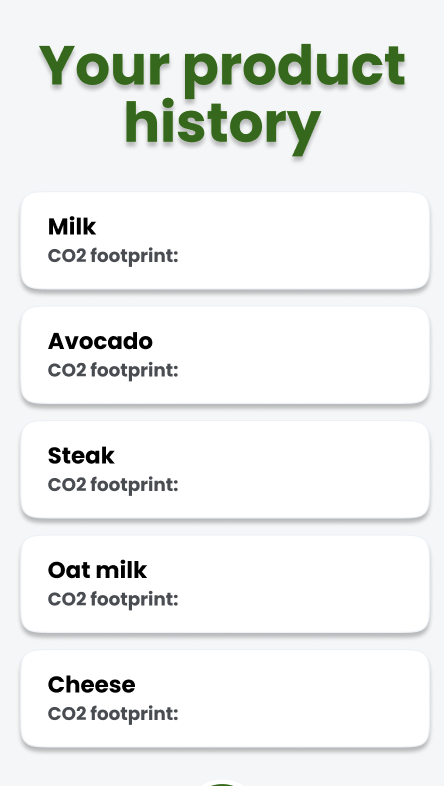 Your product
history
Milk
CO2 footprint:
Avocado
CO2 footprint:
Steak
CO2 footprint:
Oat milk
CO2 footprint:
Cheese
CO2 footprint: